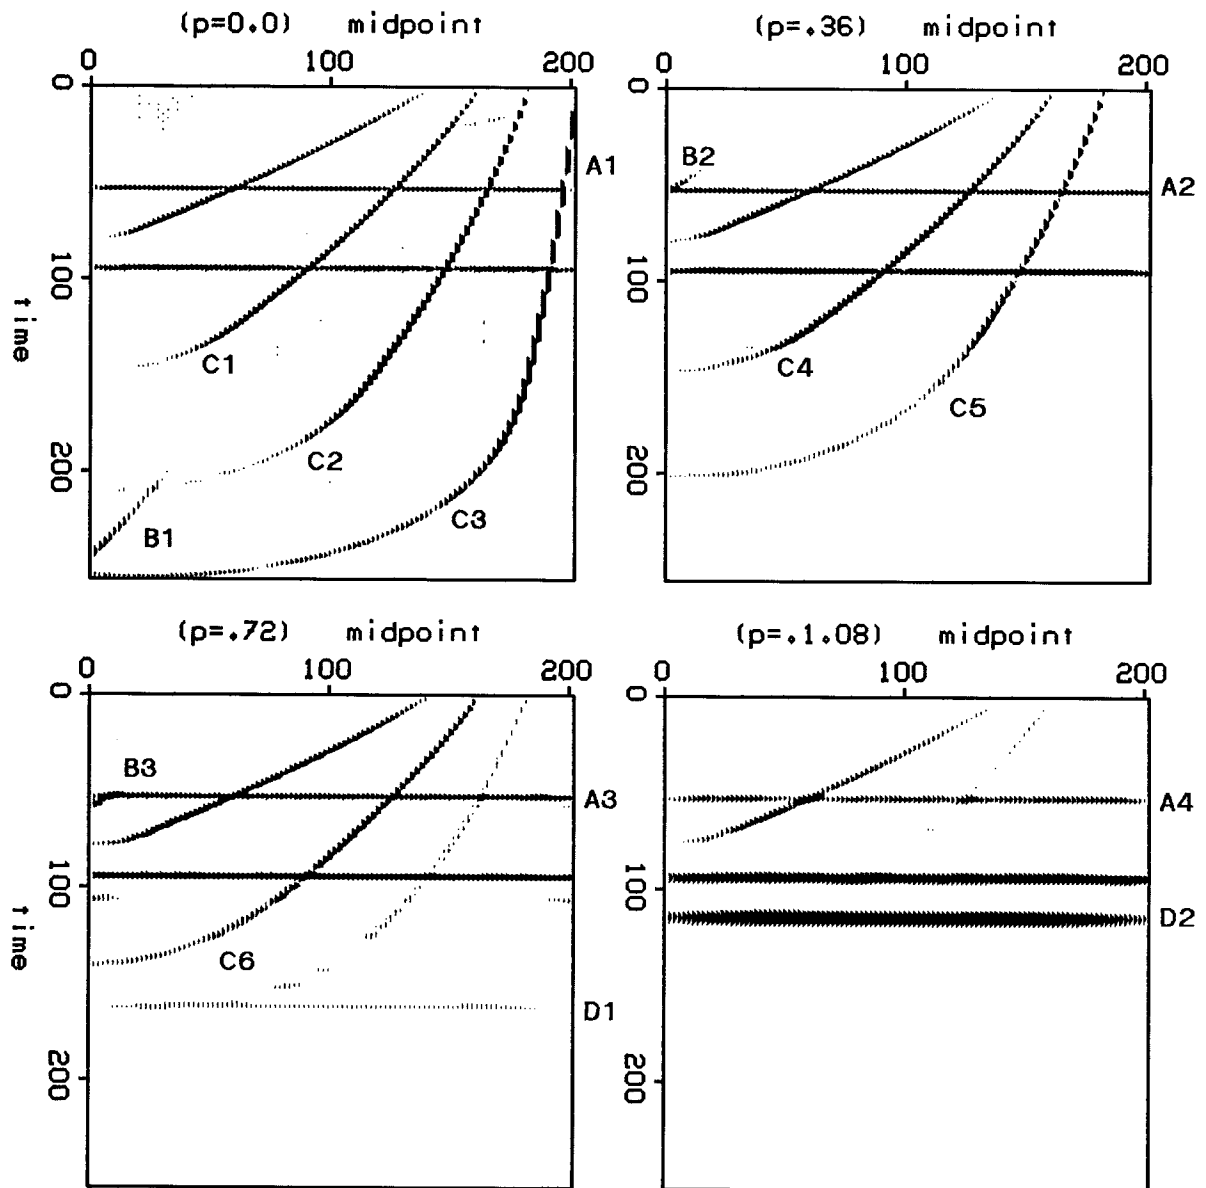 (p=0.0) midpoint
0 100 200
0
100
200
time
A1
B1
C1
C2
C3
(p=.36) midpoint
0 100 200
0
100
200
B2
A2
C4
C5
(p=.72) midpoint
0 100 200
0
100
200
time
B3
A3
C6
D1
(p=.1.08) midpoint
0 100 200
0
100
200
A4
D2